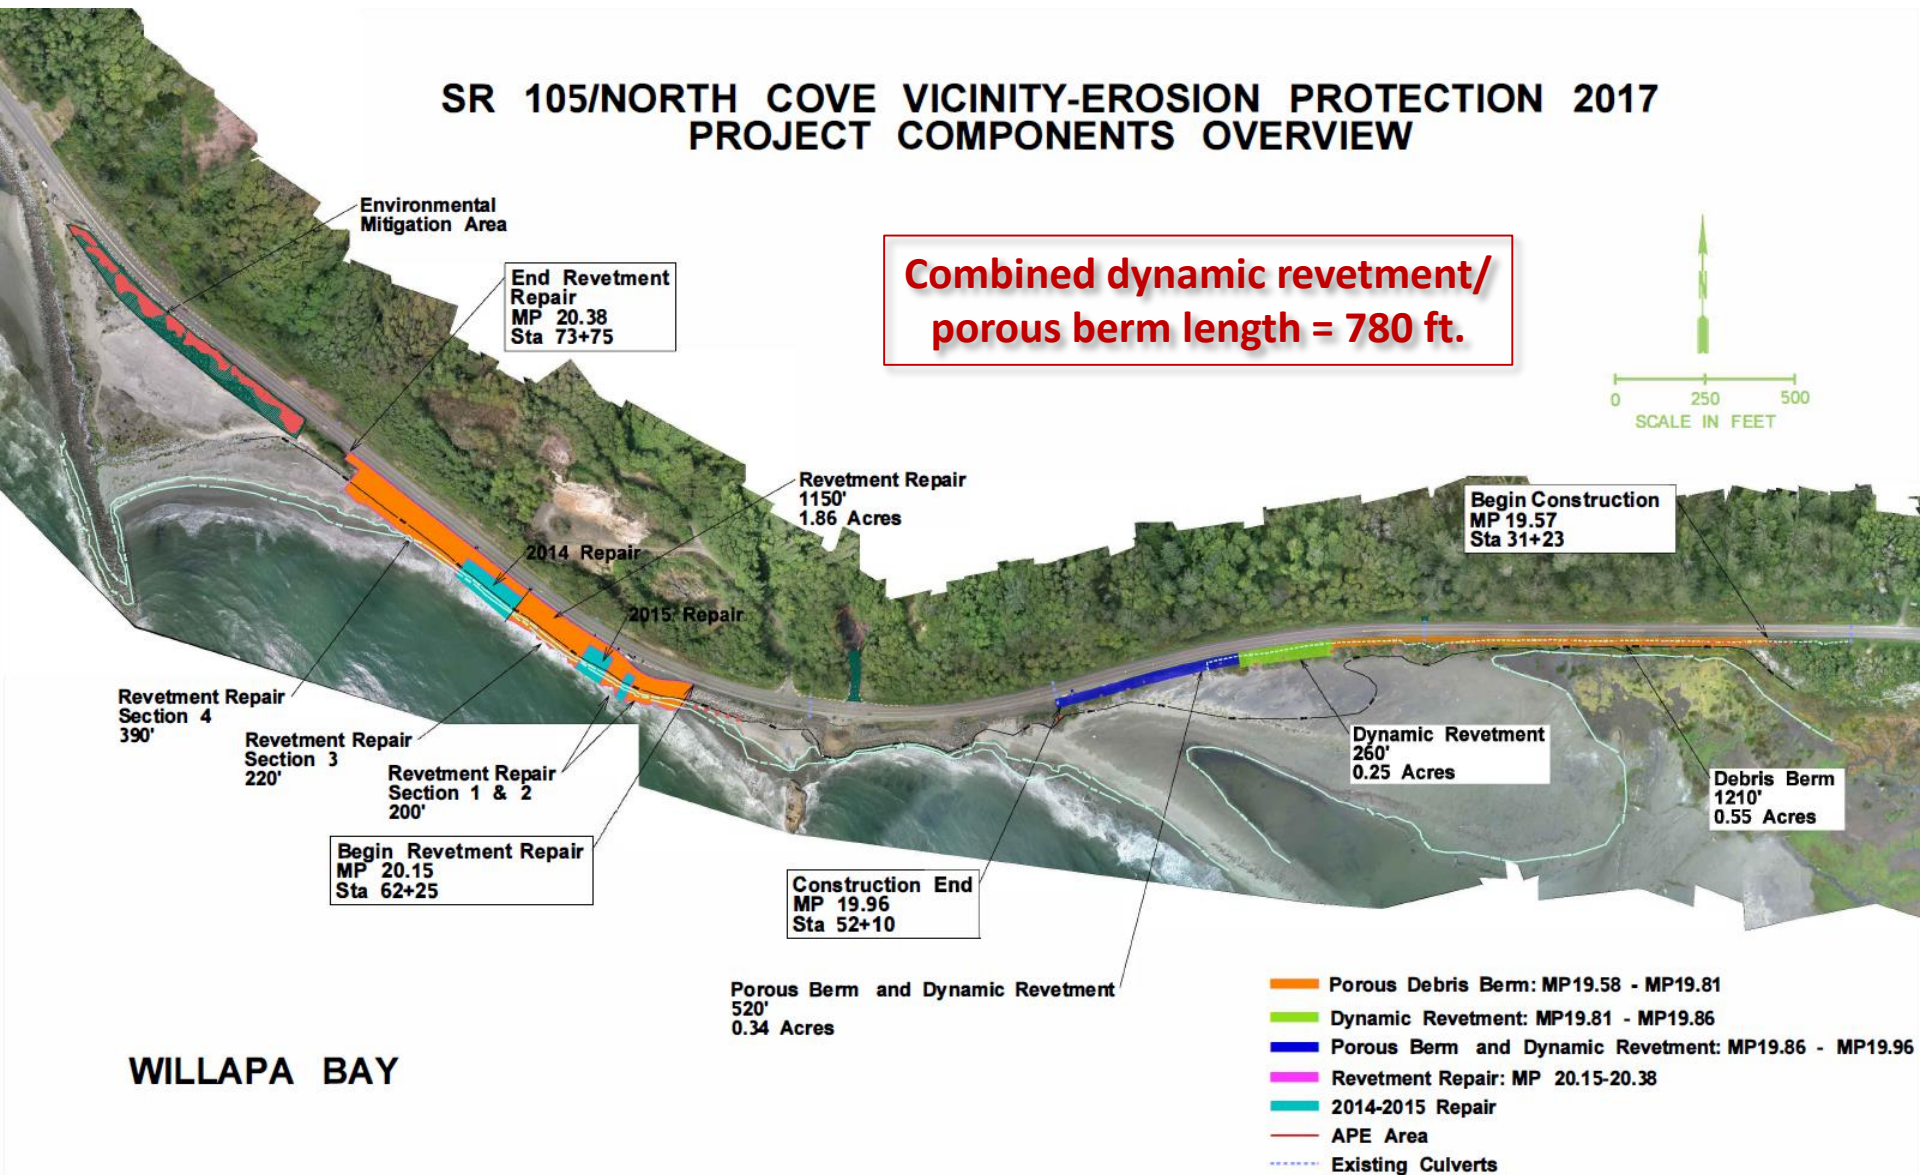 SR 105/NORTH COVE VICINITY-EROSION PROTECTION 2017
PROJECT COMPONENTS OVERVIEW
Environmental
Mitigation Area
End Revetment
Repair
MP 20.38
Sta 73+75
Combined dynamic revetment/
porous berm length = 780 ft.
N
0 250 500
SCALE IN FEET
Revetment Repair
1150'
1.86 Acres
Begin Construction
MP 19.57
Sta 31+23
2014 Repair
2015 Repair
Revetment Repair
Section 4
390'
Revetment Repair
Section 3
220'
Revetment Repair
Section 1 & 2
200'
Begin Revetment Repair
MP 20.15
Sta 62+25
Dynamic Revetment
260'
0.25 Acres
Debris Berm
1210'
0.55 Acres
Construction End
MP 19.96
Sta 52+10
Porous Berm and Dynamic Revetment
520'
0.34 Acres
WILLAPA BAY
Porous Debris Berm: MP19.58 - MP19.81
Dynamic Revetment: MP19.81 - MP19.86
Porous Berm and Dynamic Revetment: MP19.86 - MP19.96
Revetment Repair: MP 20.15-20.38
2014-2015 Repair
APE Area
Existing Culverts